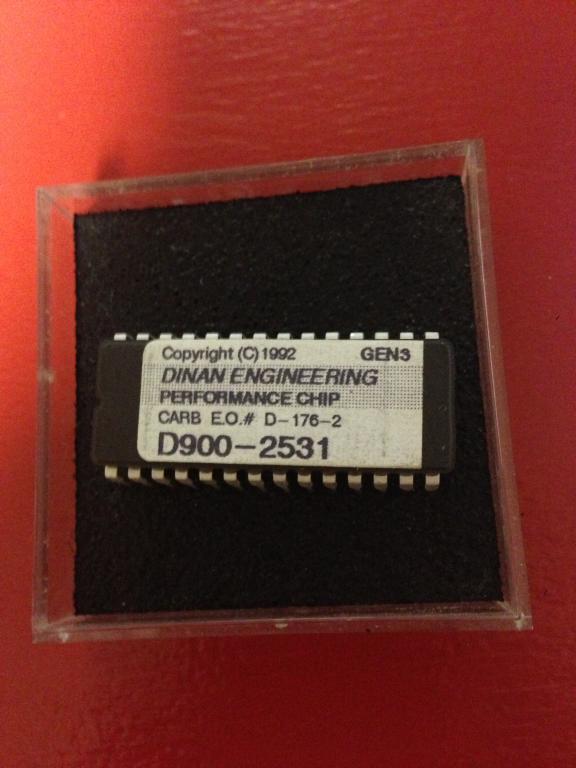 Copyright (C) 1992 GEN3
DINAN ENGINEERING
PERFORMANCE CHIP
CARB E.O.# D-176-2
D900-2531